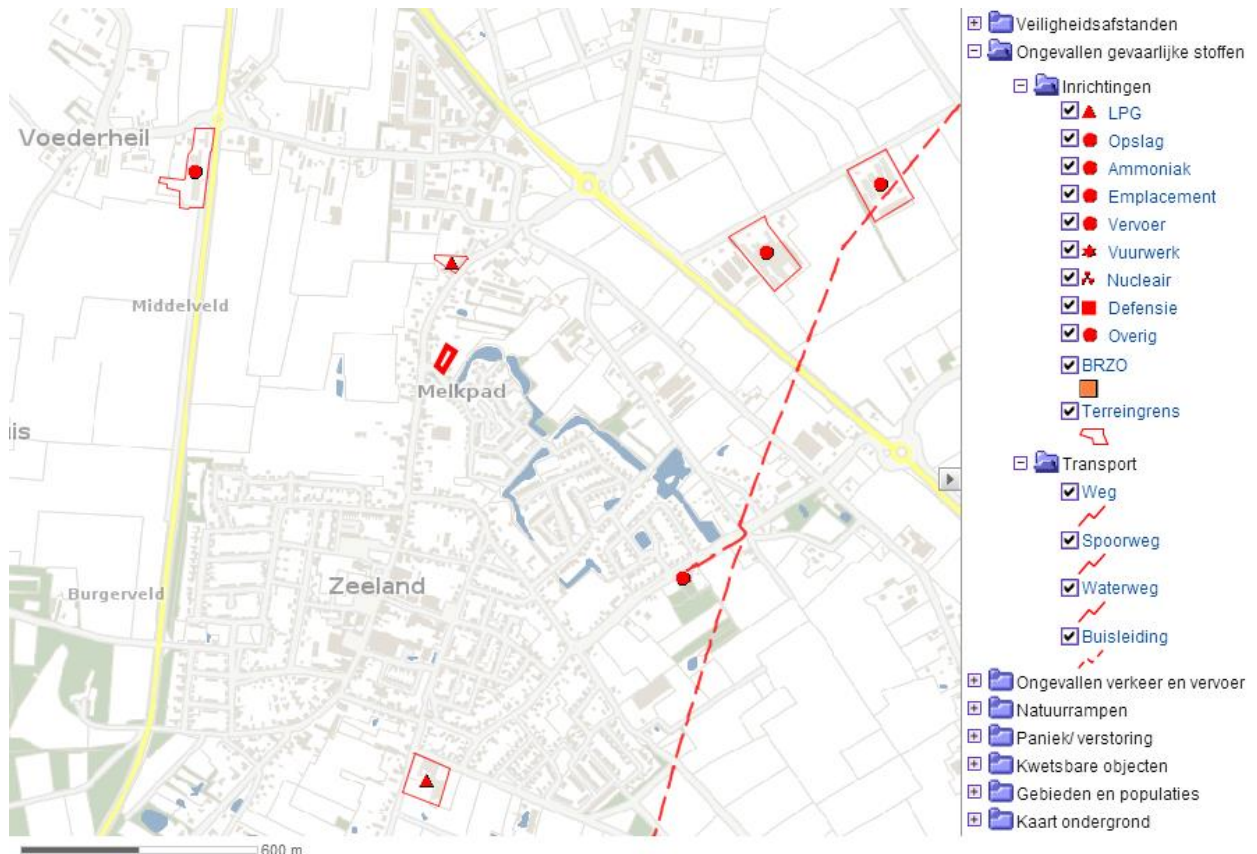 Voederheil
Middelveld
Melkpad
is
Zeeland
Burgerveld
600 m
Veiligheidsafstanden
Ongevallen gevaarlijke stoffen
Inrichtingen
LPG
Opslag
Ammoniak
Emplacement
Vervoer
Vuurwerk
Nucleair
Defensie
Overig
BRZO
Terreingrens
Transport
Weg
Spoorweg
Waterweg
Buisleiding
Ongevallen verkeer en vervoer
Natuurrampen
Paniek/ verstoring
Kwetsbare objecten
Gebieden en populaties
Kaart ondergrond